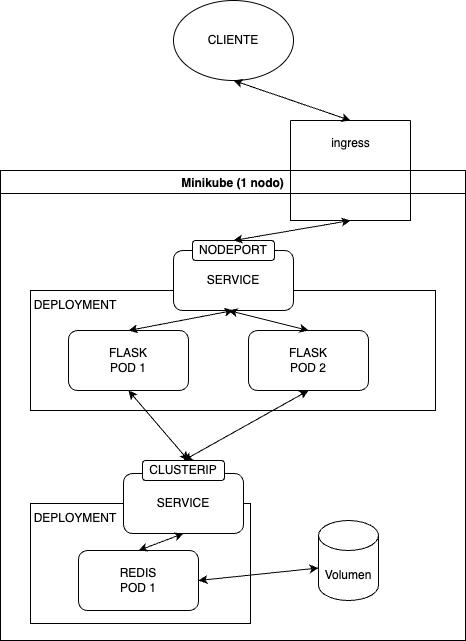 CLIENTE
ingress
Minikube (1 nodo)
NODEPORT
SERVICE
DEPLOYMENT
FLASK
POD 1
FLASK
POD 2
CLUSTERIP
SERVICE
DEPLOYMENT
REDIS
POD 1
Volumen